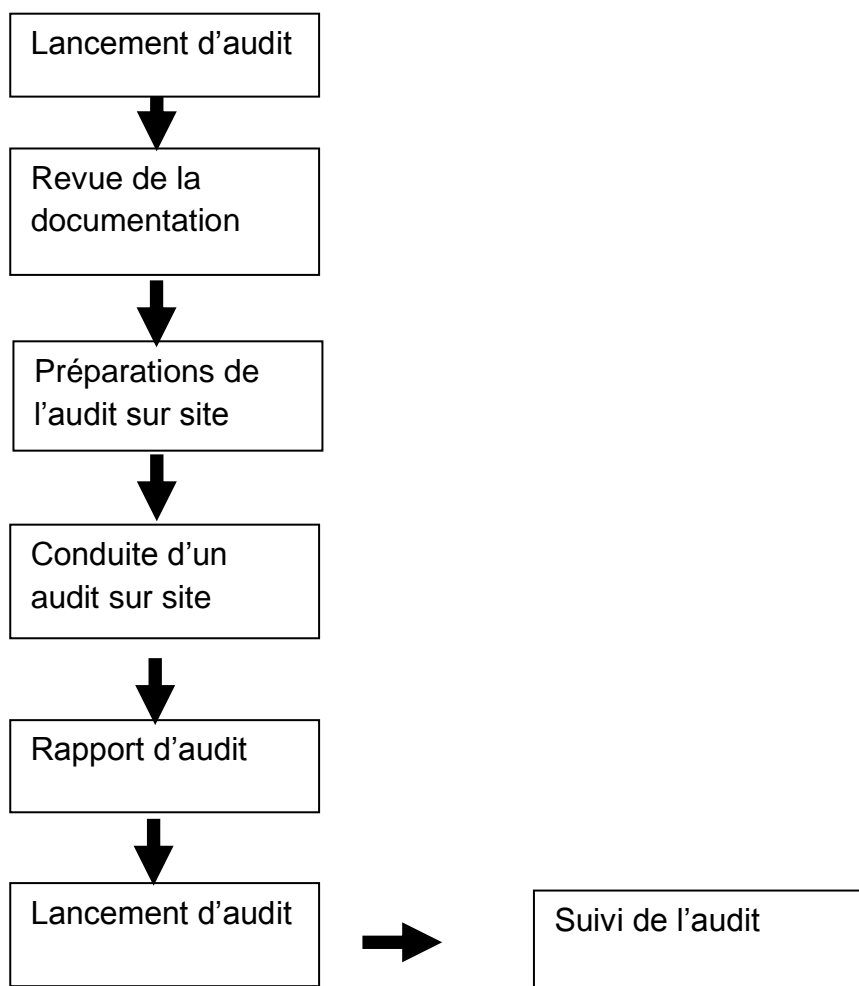 Lancement d’audit
Revue de la
documentation
Préparations de
l’audit sur site
Conduite d’un
audit sur site
Rapport d’audit
Lancement d’audit
Suivi de l’audit